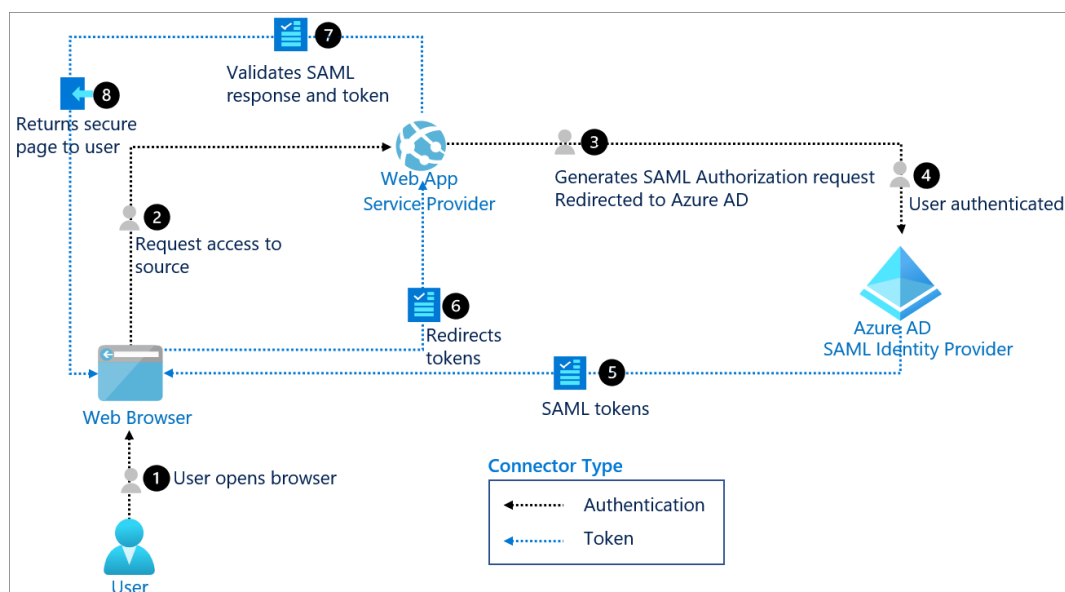 7
Validates SAML
response and token
8
Returns secure
page to user
Web App
Service Provider
3
Generates SAML Authorization request
Redirected to Azure AD
4
User authenticated
2
Request access to
source
6
Redirects
tokens
Azure AD
SAML Identity Provider
5
SAML tokens
Web Browser
1 User opens browser
User
Connector Type
Authentication
Token